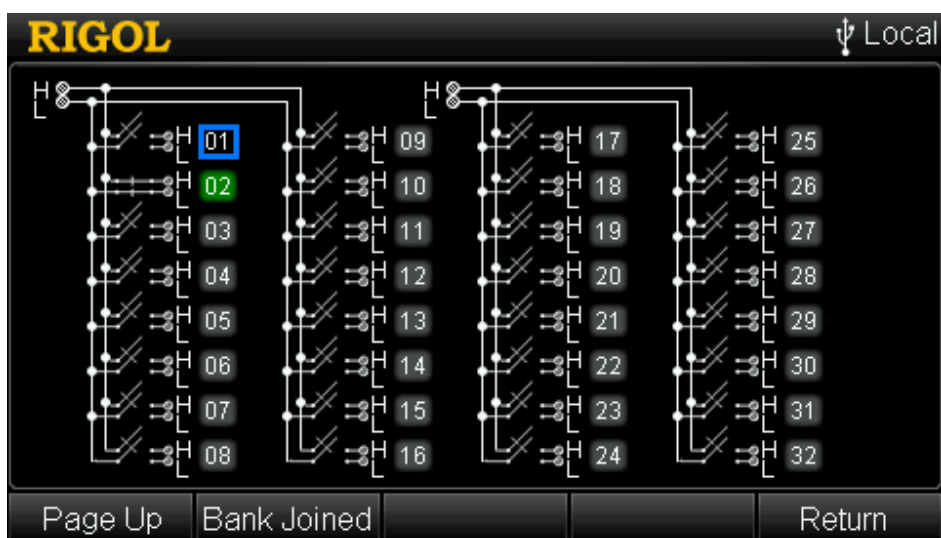 RIGOL Local
H H
L L
H 01 H 09 H 17 H 25
L L L L
H 02 H 10 H 18 H 26
L L L L
H 03 H 11 H 19 H 27
L L L L
H 04 H 12 H 20 H 28
L L L L
H 05 H 13 H 21 H 29
L L L L
H 06 H 14 H 22 H 30
L L L L
H 07 H 15 H 23 H 31
L L L L
H 08 H 16 H 24 H 32
L L L L
Page Up Bank Joined Return